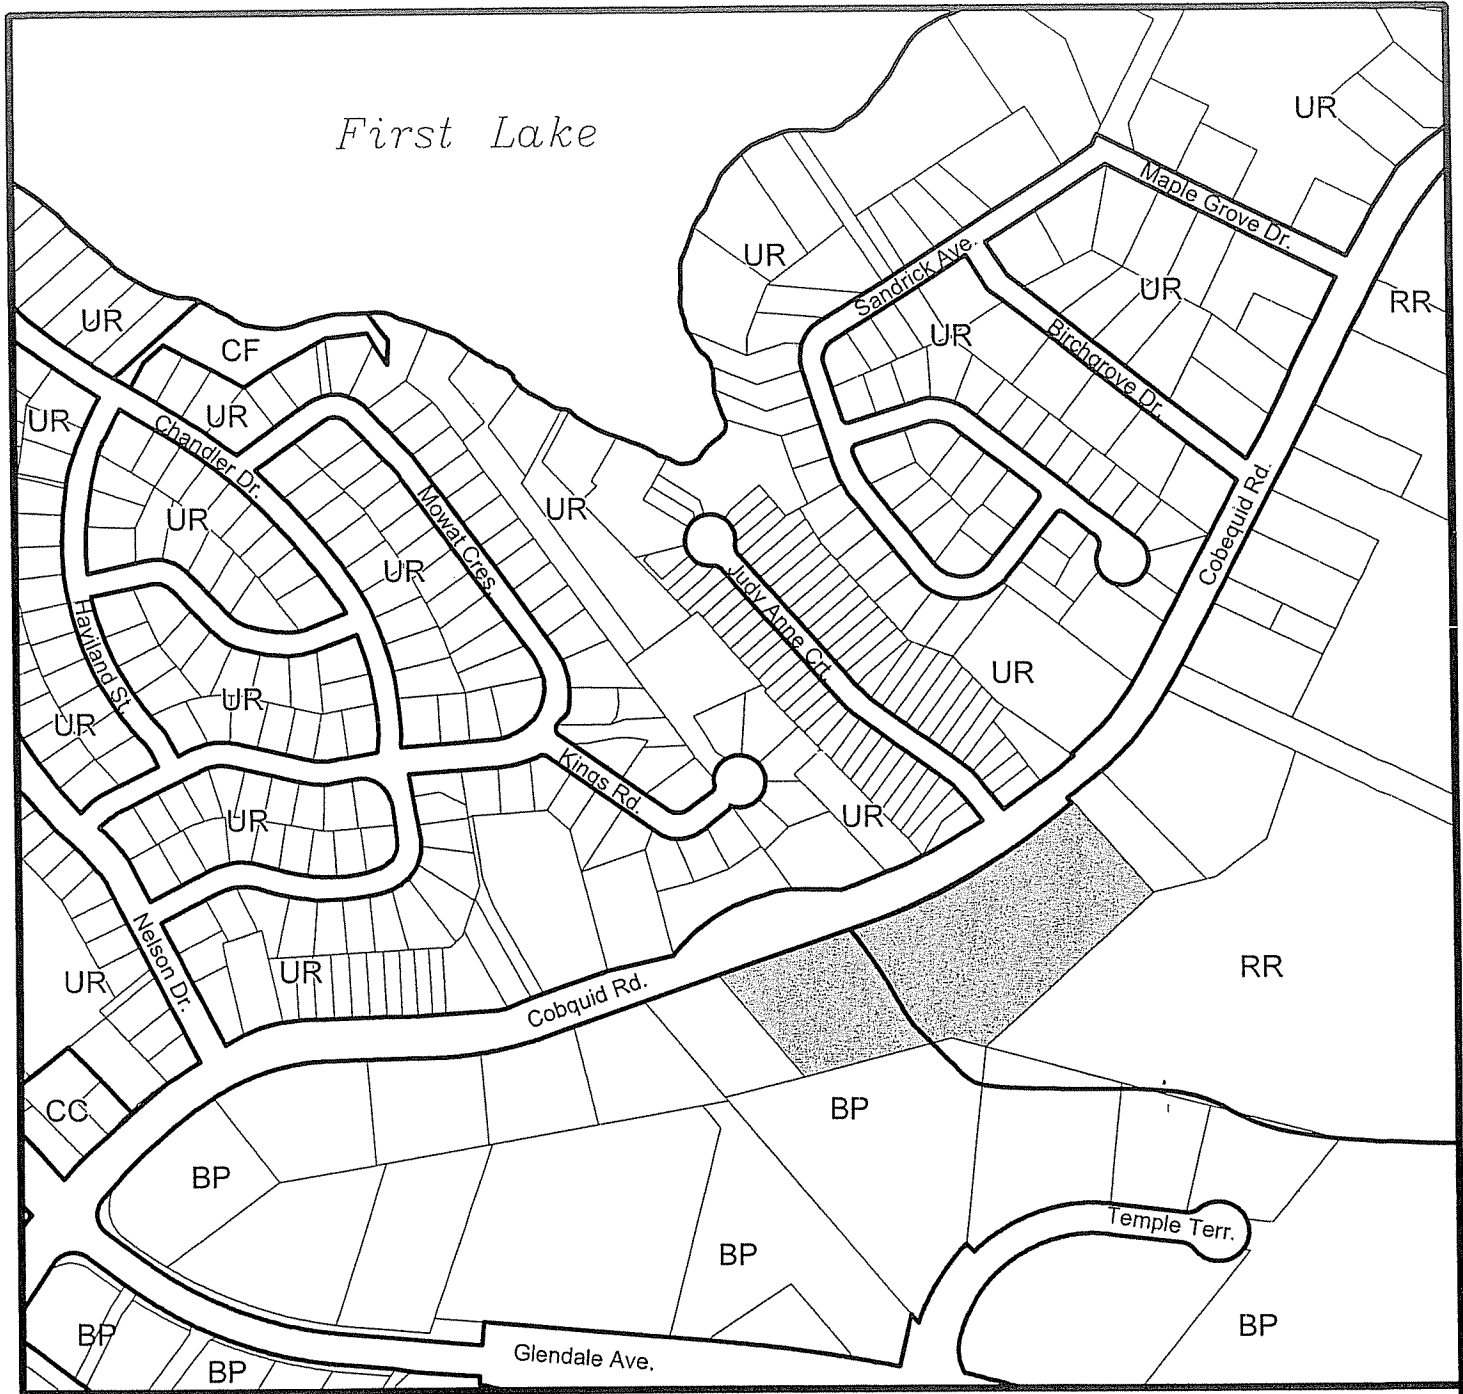 First Lake
UR
Maple Grove Dr.
UR
Sandrick Ave.
UR
RR
UR
CF
UR
Birchgrove Dr.
UR
UR
Chandler Dr.
Mowat Cres.
UR
UR
Cobequid Rd.
UR
Judy Anne Crt.
Haviland St.
UR
UR
UR
Kings Rd.
UR
UR
Nelson Dr.
UR
UR
RR
Cobquid Rd.
CC
BP
BP
Temple Terr.
BP
BP
BP
BP
Glendale Ave.